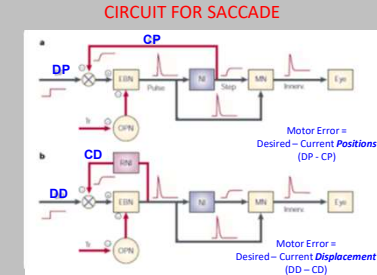 CIRCUIT FOR SACCADE
a
CP
DP
EBN
Pulse
NI
Step
MN
Innerv.
Eye
OPN
Motor Error =
Desired – Current Positions
(DP - CP)
b
CD
RNI
DD
EBN
NI
MN
Innerv.
Eye
OPN
Motor Error =
Desired – Current Displacement
(DD – CD)